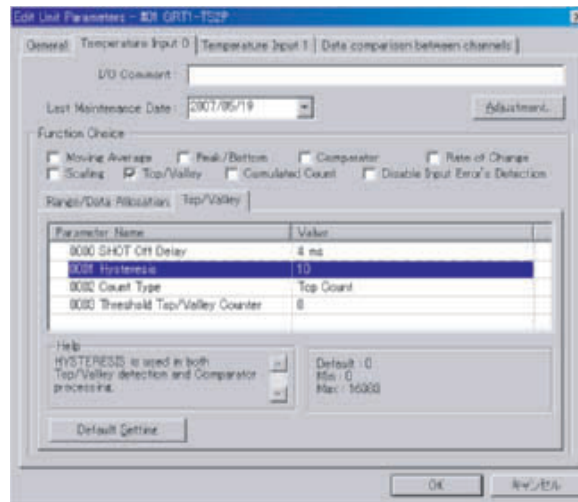 Edit Unit Parameters - #01 GRT1-TS2P
General Temperature Input 0 Temperature Input 1 Data comparison between channels
I/O Comment :
Last Maintenance Date : 2007/05/19 Adjustment.
Function Choice
Moving Average Peak/Bottom Comparator Rate of Change
Scaling Top/Valley Cumulated Count Disable Input Error's Detection
Range/Data Allocation Top/Valley
Parameter Name Value
0000 SHOT Off Delay 4 ms
0001 Hysteresis 10
0002 Count Type Top Count
0003 Threshold Top/Valley Counter 0
Help
HYSTERESIS is used in both
Top/Valley detection and Comparator
processing.
Default : 0
Min : 0
Max : 16000
Default Setting
OK キャンセル